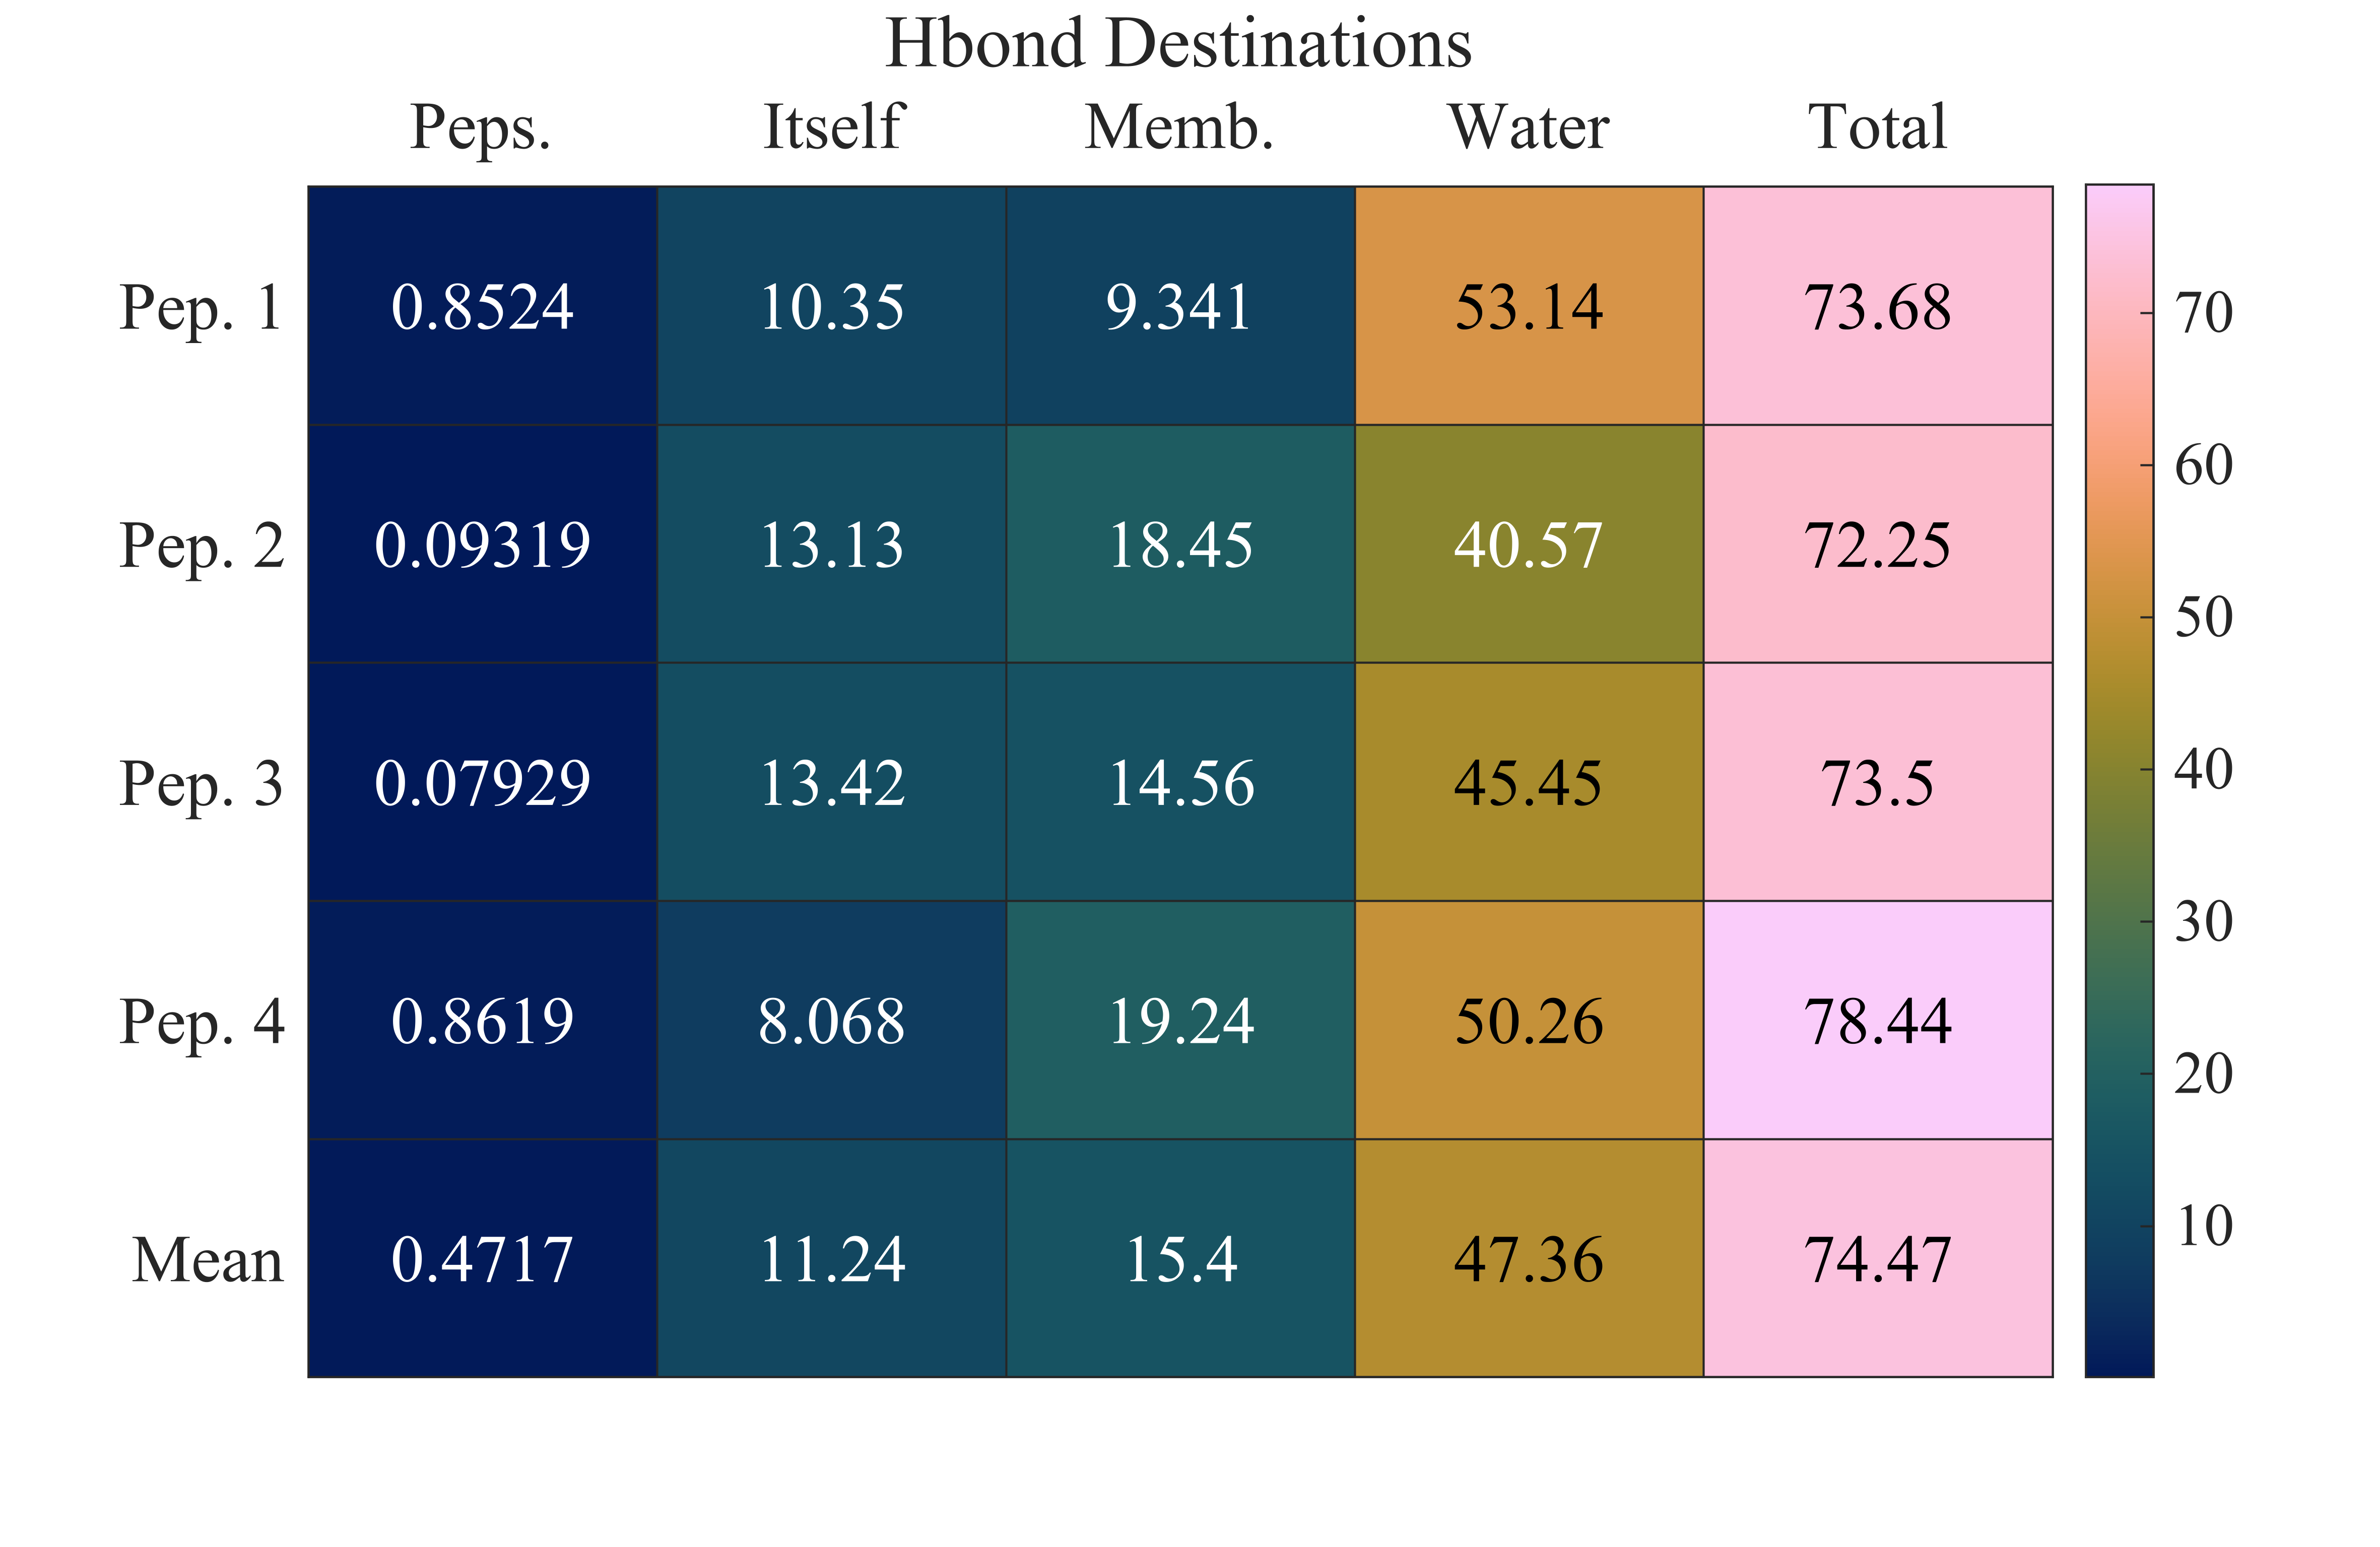 Hbond Destinations
Peps. Itself Memb. Water Total
Pep. 1 0.8524 10.35 9.341 53.14 73.68
Pep. 2 0.09319 13.13 18.45 40.57 72.25
Pep. 3 0.07929 13.42 14.56 45.45 73.5
Pep. 4 0.8619 8.068 19.24 50.26 78.44
Mean 0.4717 11.24 15.4 47.36 74.47
70
60
50
40
30
20
10